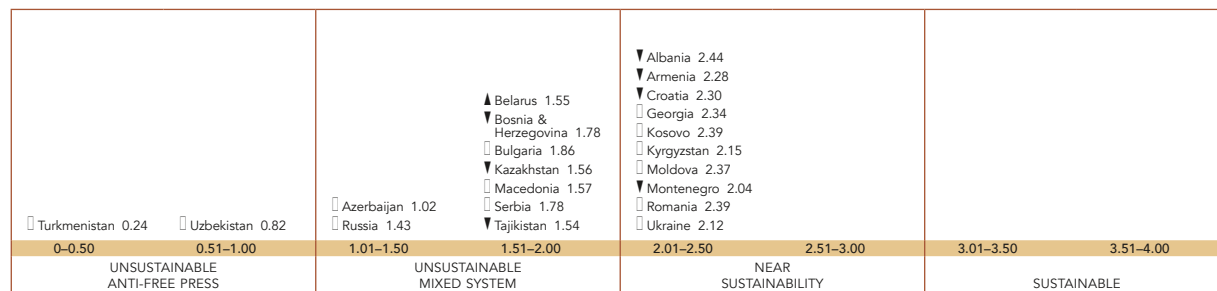 ▼ Albania 2.44
▼ Armenia 2.28
▼ Croatia 2.30
▲ Belarus 1.55
Georgia 2.34
▼ Bosnia &
Herzegovina 1.78
Kosovo 2.39
Bulgaria 1.86
Kyrgyzstan 2.15
▼ Kazakhstan 1.56
Moldova 2.37
Macedonia 1.57
▼ Montenegro 2.04
Azerbaijan 1.02
Serbia 1.78
Romania 2.39
Turkmenistan 0.24
Uzbekistan 0.82
Russia 1.43
▼ Tajikistan 1.54
Ukraine 2.12
0–0.50
0.51–1.00
1.01–1.50
1.51–2.00
2.01–2.50
2.51–3.00
3.01–3.50
3.51–4.00
UNSUSTAINABLE
ANTI-FREE PRESS
UNSUSTAINABLE
MIXED SYSTEM
NEAR
SUSTAINABILITY
SUSTAINABLE